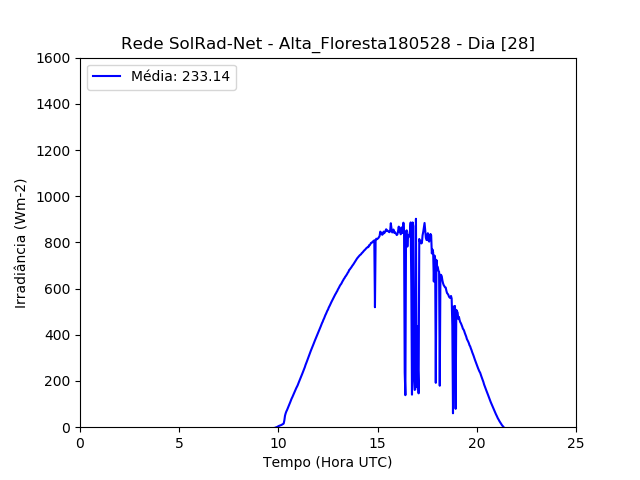 Rede SolRad-Net - Alta_Floresta180528 - Dia [28]
Média: 233.14
Irradiância (Wm-2)
1600
1400
1200
1000
800
600
400
200
0
0 5 10 15 20 25
Tempo (Hora UTC)